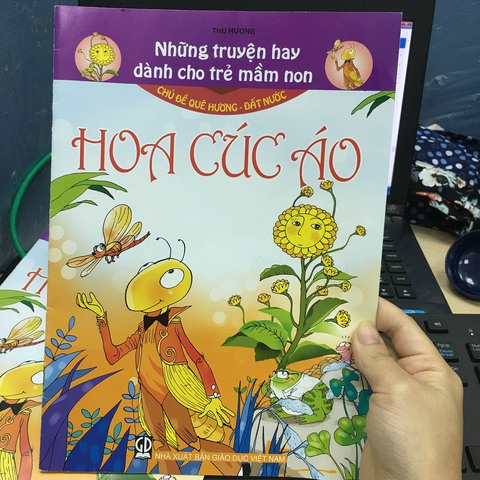 THU HƯƠNG
Những truyện hay
dành cho trẻ mầm non
CHỦ ĐỀ QUÊ HƯƠNG - ĐẤT NƯỚC
HOA CÚC ÁO
GD
NHÀ XUẤT BẢN GIÁO DỤC VIỆT NAM
H